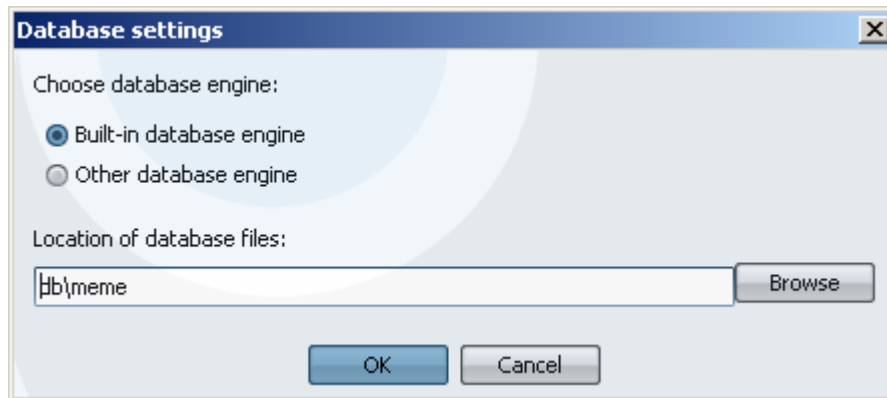 Database settings
Choose database engine:
Built-in database engine
Other database engine
Location of database files:
db\meme
Browse
OK
Cancel